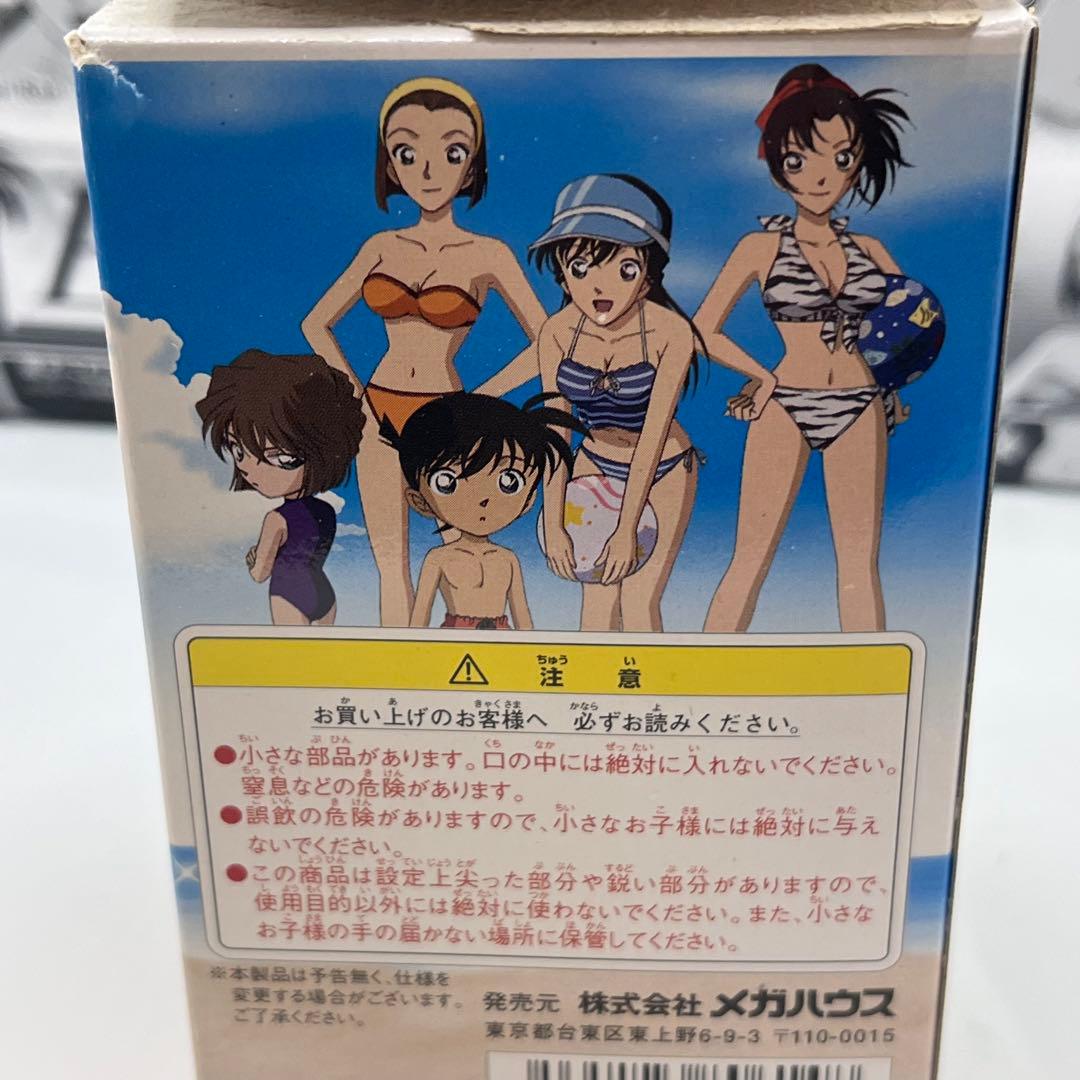 注意
お買い上げのお客様へ 必ずお読みください。
●小さな部品があります。口の中には絶対に入れないでください。
窒息などの危険があります。
●誤飲の危険がありますので、小さなお子様には絶対に与え
ないでください。
●この商品は設定上尖った部分や鋭い部分がありますので、
使用目的以外には絶対に使わないでください。また、小さな
お子様の手の届かない場所に保管してください。
※本製品は予告無く、仕様を
変更する場合がございます。
ご了承ください。
発売元 株式会社 メガハウス
東京都台東区東上野6-9-3 〒110-0015